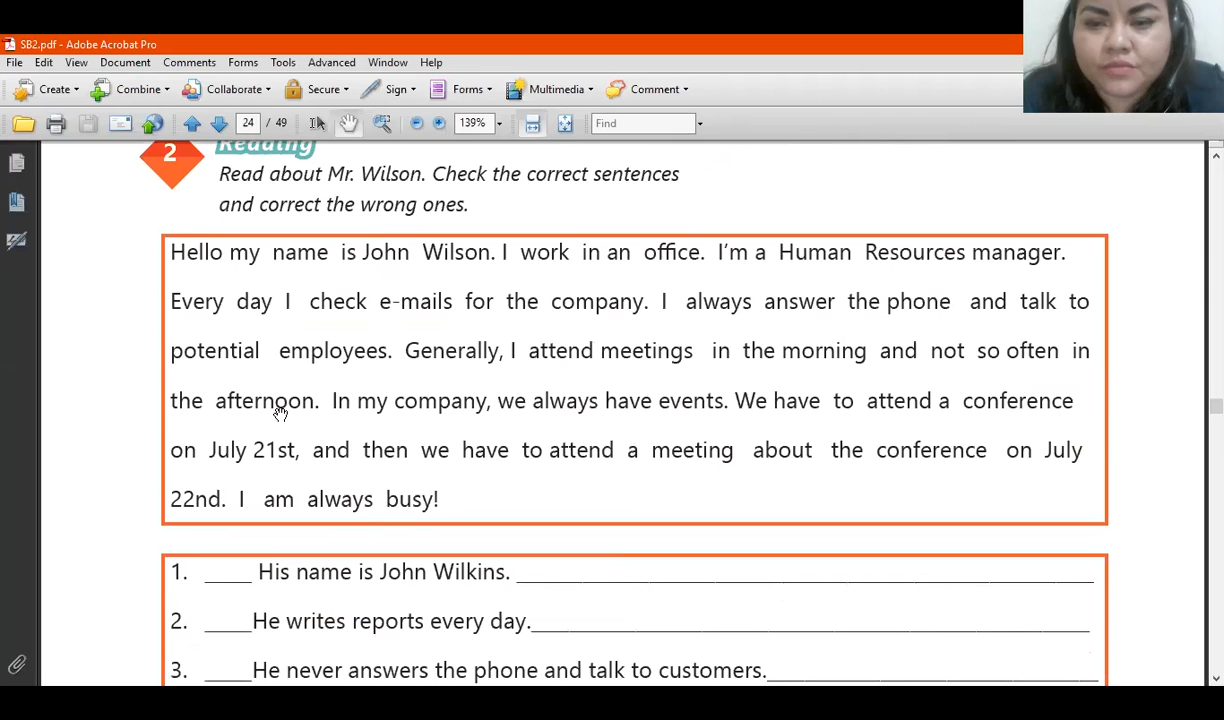 SB2.pdf - Adobe Acrobat Pro
File Edit View Document Comments Forms Tools Advanced Window Help
Create Combine Collaborate Secure Sign Forms Multimedia Comment
24 / 49 139% Find
2 Reading
Read about Mr. Wilson. Check the correct sentences
and correct the wrong ones.
Hello my name is John Wilson. I work in an office. I'm a Human Resources manager.
Every day I check e-mails for the company. I always answer the phone and talk to
potential employees. Generally, I attend meetings in the morning and not so often in
the afternoon. In my company, we always have events. We have to attend a conference
on July 21st, and then we have to attend a meeting about the conference on July
22nd. I am always busy!
1. ____ His name is John Wilkins. ____
2. ____He writes reports every day.____
3. ____He never answers the phone and talk to customers.____